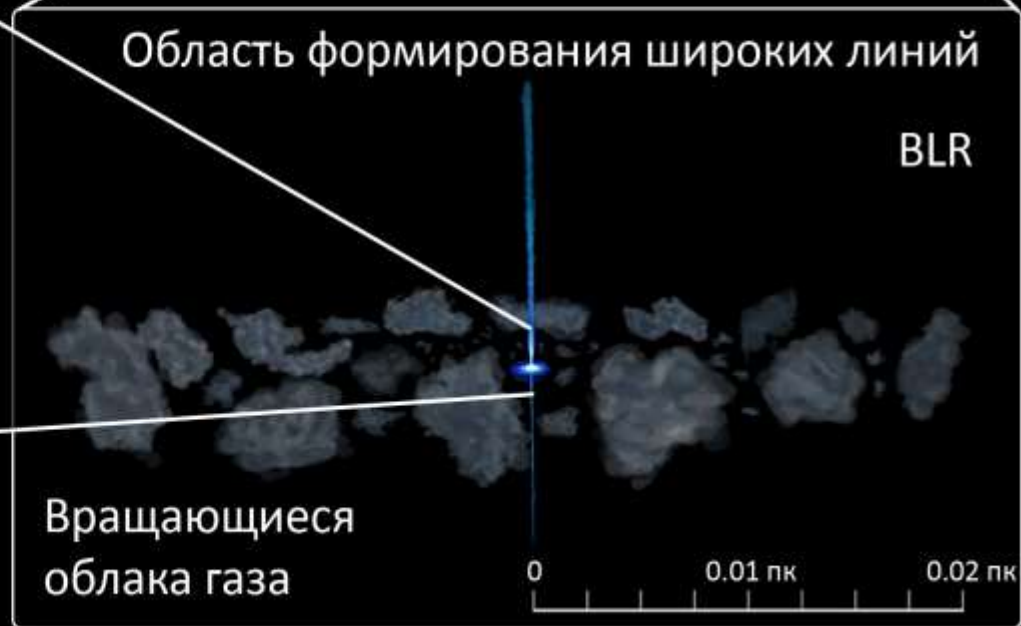 Область формирования широких линий
BLR
Вращающиеся
облака газа
0 0.01 пк 0.02 пк